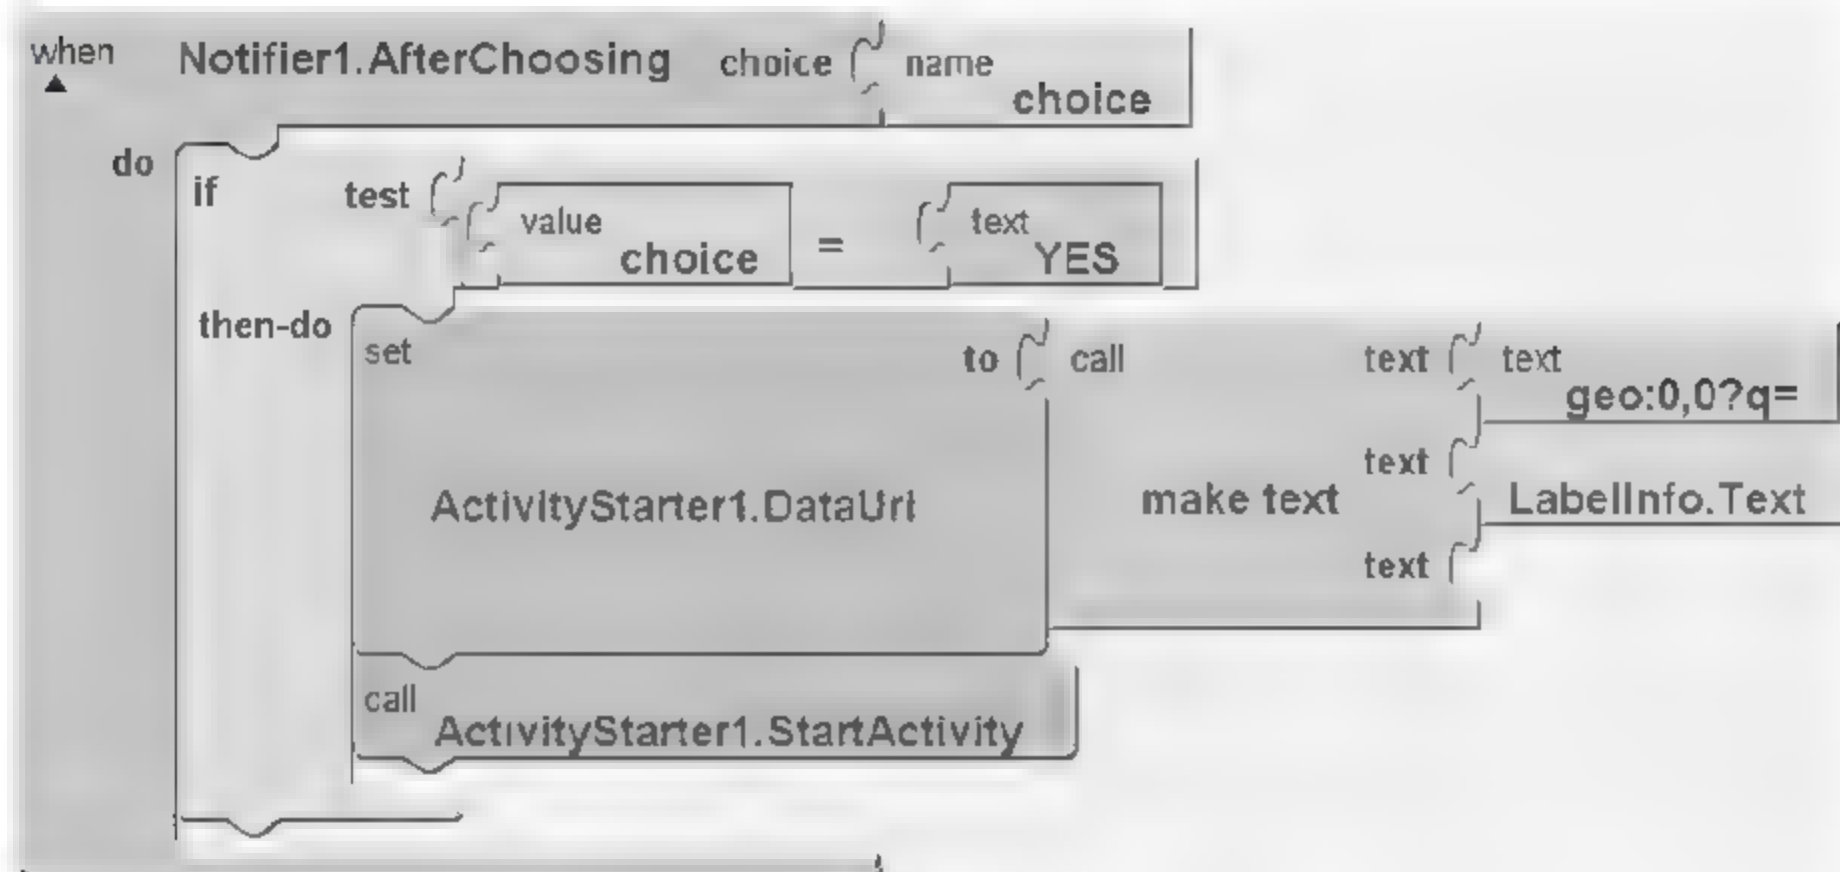 when Notifier1.AfterChoosing choice name
choice
do
if test value = text
choice YES
then-do set to call text text
geo:0,0?q=
text
ActivityStarter1.DataUri make text LabelInfo.Text
text
call
ActivityStarter1.StartActivity